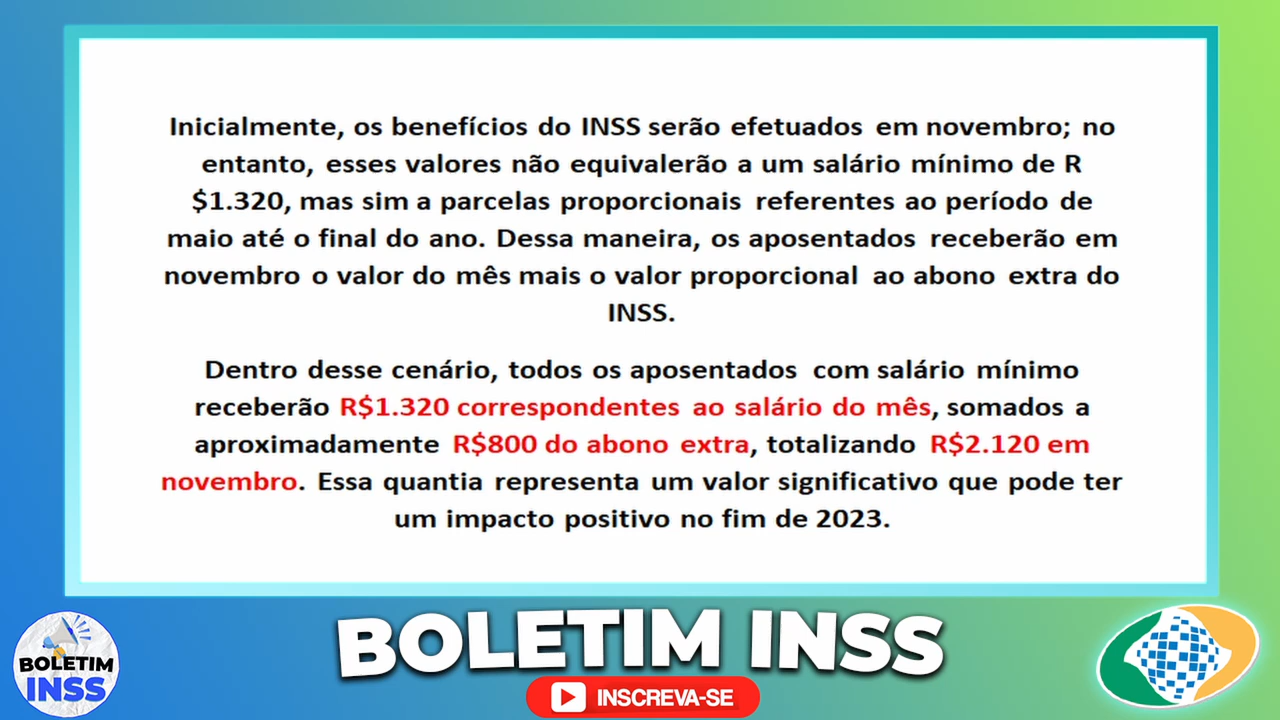 Inicialmente, os benefícios do INSS serão efetuados em novembro; no
entanto, esses valores não equivalerão a um salário mínimo de R
$1.320, mas sim a parcelas proporcionais referentes ao período de
maio até o final do ano. Dessa maneira, os aposentados receberão em
novembro o valor do mês mais o valor proporcional ao abono extra do
INSS.
Dentro desse cenário, todos os aposentados com salário mínimo
receberão R$1.320 correspondentes ao salário do mês, somados a
aproximadamente R$800 do abono extra, totalizando R$2.120 em
novembro. Essa quantia representa um valor significativo que pode ter
um impacto positivo no fim de 2023.
BOLETIM
INSS
BOLETIM INSS
INSCREVA-SE